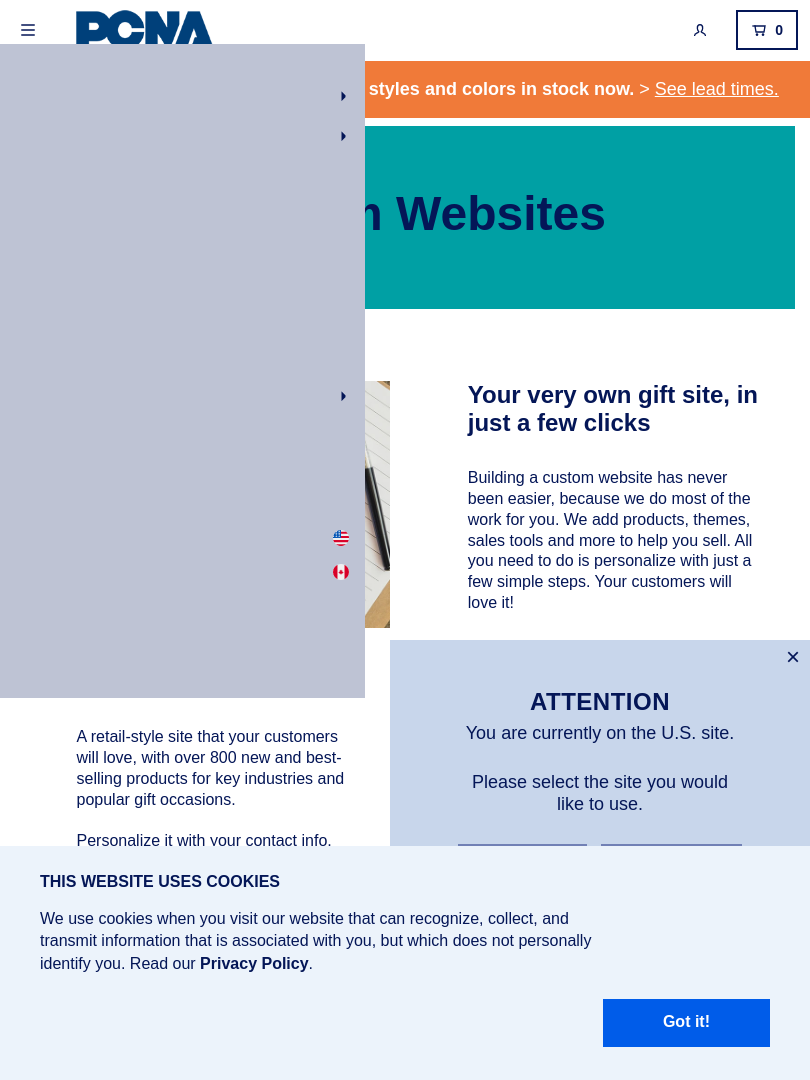 PCNA
0
styles and colors in stock now. > See lead times.
Websites
Your very own gift site, in
just a few clicks
Building a custom website has never
been easier, because we do most of the
work for you. We add products, themes,
sales tools and more to help you sell. All
you need to do is personalize with just a
few simple steps. Your customers will
love it!
A retail-style site that your customers
will love, with over 800 new and best-
selling products for key industries and
popular gift occasions.
Personalize it with your contact info,
×
ATTENTION
You are currently on the U.S. site.
Please select the site you would
like to use.
THIS WEBSITE USES COOKIES
We use cookies when you visit our website that can recognize, collect, and
transmit information that is associated with you, but which does not personally
identify you. Read our Privacy Policy.
Got it!